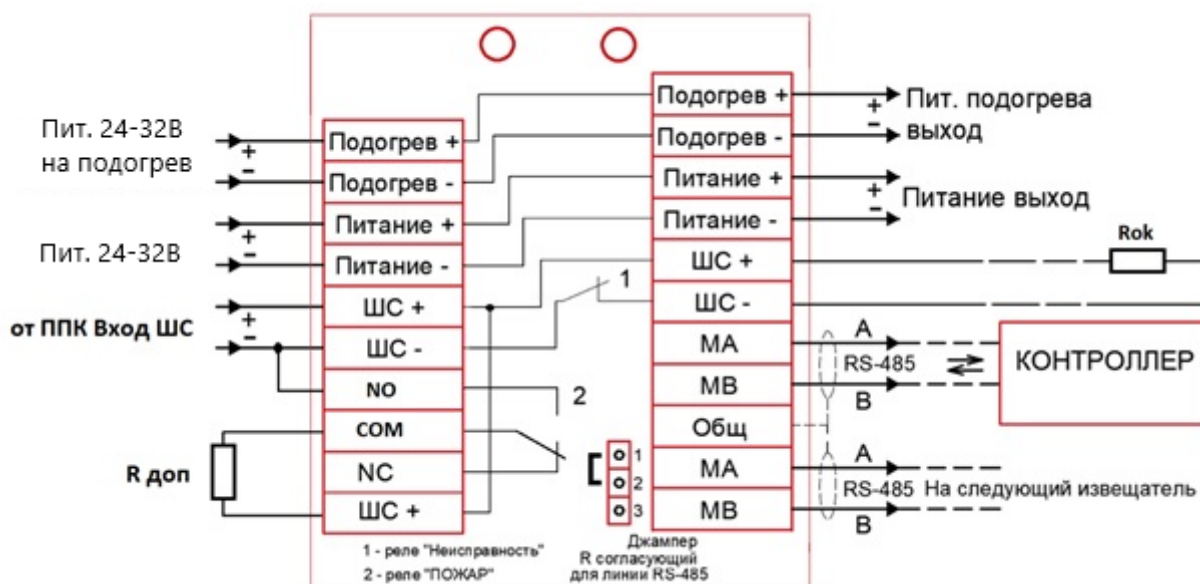 Пит. 24-32В
на подогрев
+
-
Пит. 24-32В
+
-
от ППК Вход ШС
+
-
R доп
Подогрев +
Подогрев -
Питание +
Питание -
ШС +
ШС -
NO
COM
NC
ШС +
1
2
1
2
3
1 - реле "Неисправность"
2 - реле "ПОЖАР"
Джампер
R согласующий
для линии RS-485
Подогрев +
Подогрев -
Питание +
Питание -
ШС +
ШС -
МА
МВ
Общ
МА
МВ
+
-
Пит. подогрева
выход
+
-
Питание выход
Rok
A
RS-485
B
КОНТРОЛЛЕР
A
RS-485 На следующий извещатель
B